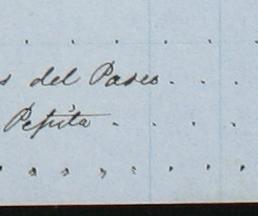 s del Paseo . . .
Pepita . . . .